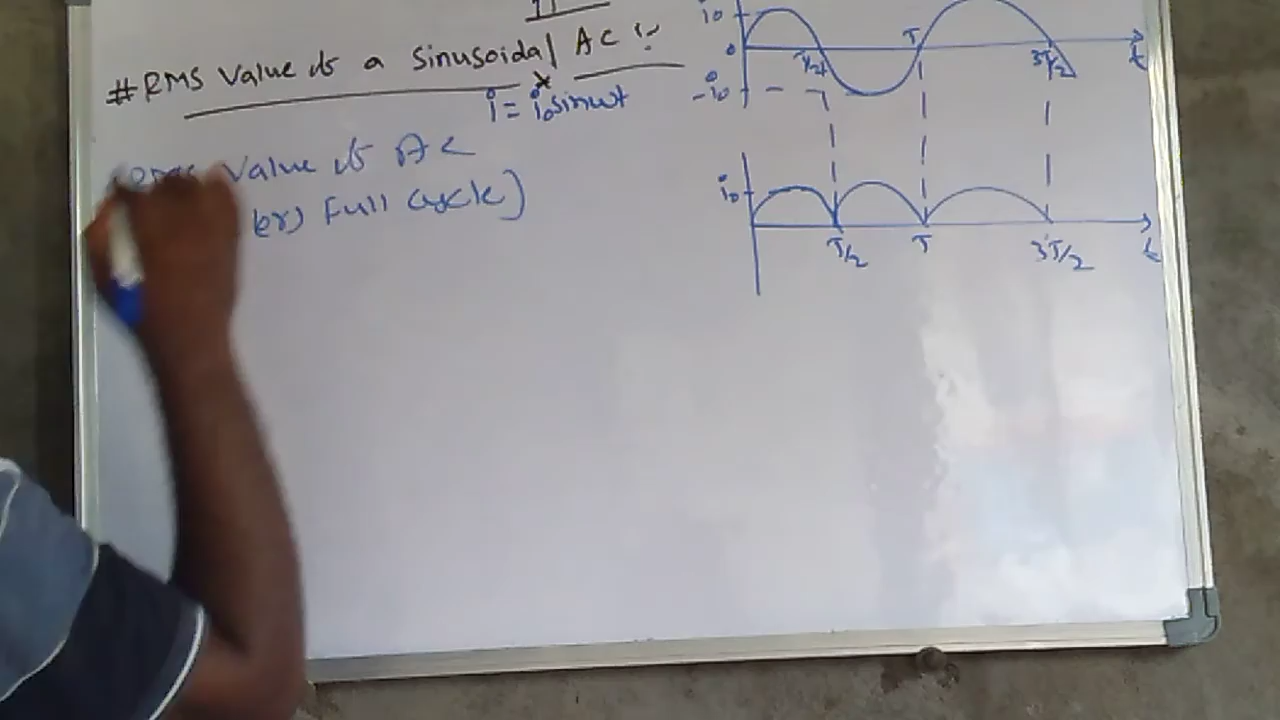 #RMS Value of a Sinusoidal AC :-
i = i₀sinωt
Value of AC
Full cycle)
i₀
0
-i₀
T/2
T
3T/2
t
i₀
T/2
T
3T/2
t